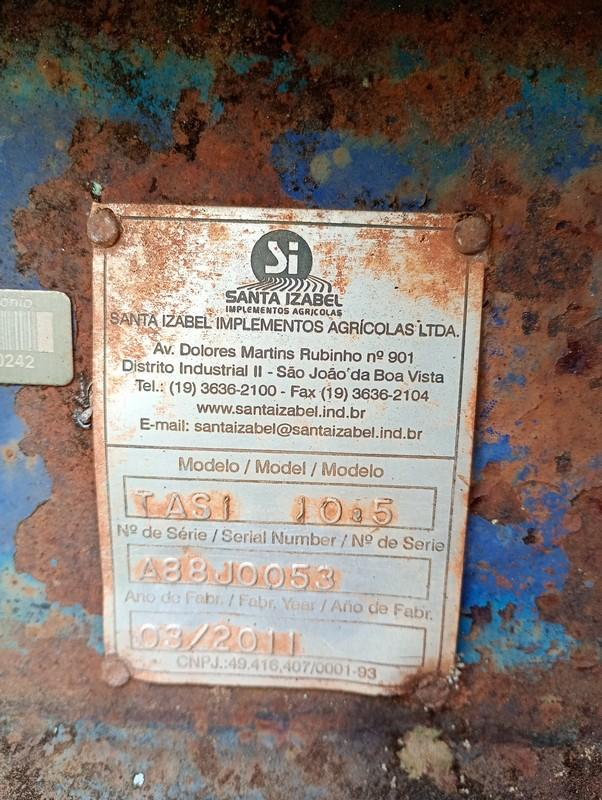 Si
SANTA IZABEL
IMPLEMENTOS AGRÍCOLAS
SANTA IZABEL IMPLEMENTOS AGRÍCOLAS LTDA.
Av. Dolores Martins Rubinho nº 901
Distrito Industrial II - São João da Boa Vista
Tel.: (19) 3636-2100 - Fax (19) 3636-2104
www.santaizabel.ind.br
E-mail: santaizabel@santaizabel.ind.br
Modelo / Model / Modelo
TASI 10.5
Nº de Série / Serial Number / Nº de Serie
A88J0053
Ano de Fabr. / Fabr. Year / Año de Fabr.
03/2011
CNPJ.:49.416.407/0001-93
0242